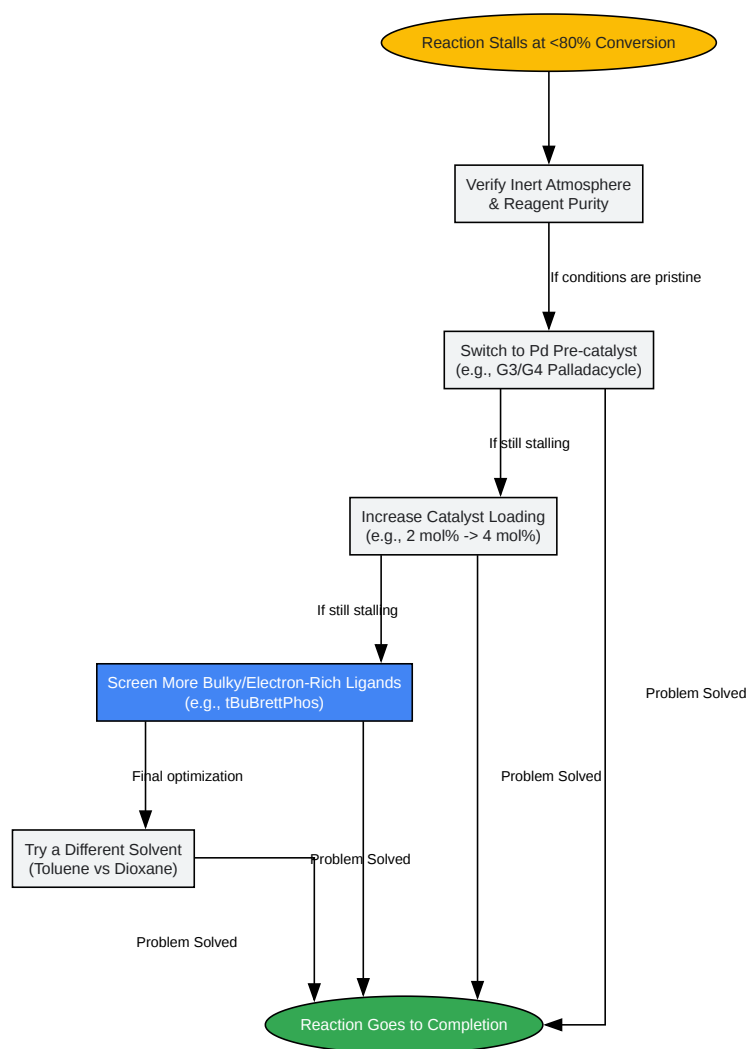 Reaction Stalls at <80% Conversion
Verify Inert Atmosphere
& Reagent Purity
If conditions are pristine
Switch to Pd Pre-catalyst
(e.g., G3/G4 Palladacycle)
If still stalling
Increase Catalyst Loading
(e.g., 2 mol% -> 4 mol%)
If still stalling
Screen More Bulky/Electron-Rich Ligands
(e.g., tBuBrettPhos)
Problem Solved
Final optimization
Problem Solved
Try a Different Solvent
(Toluene vs Dioxane)
Problem Solved
Problem Solved
Reaction Goes to Completion